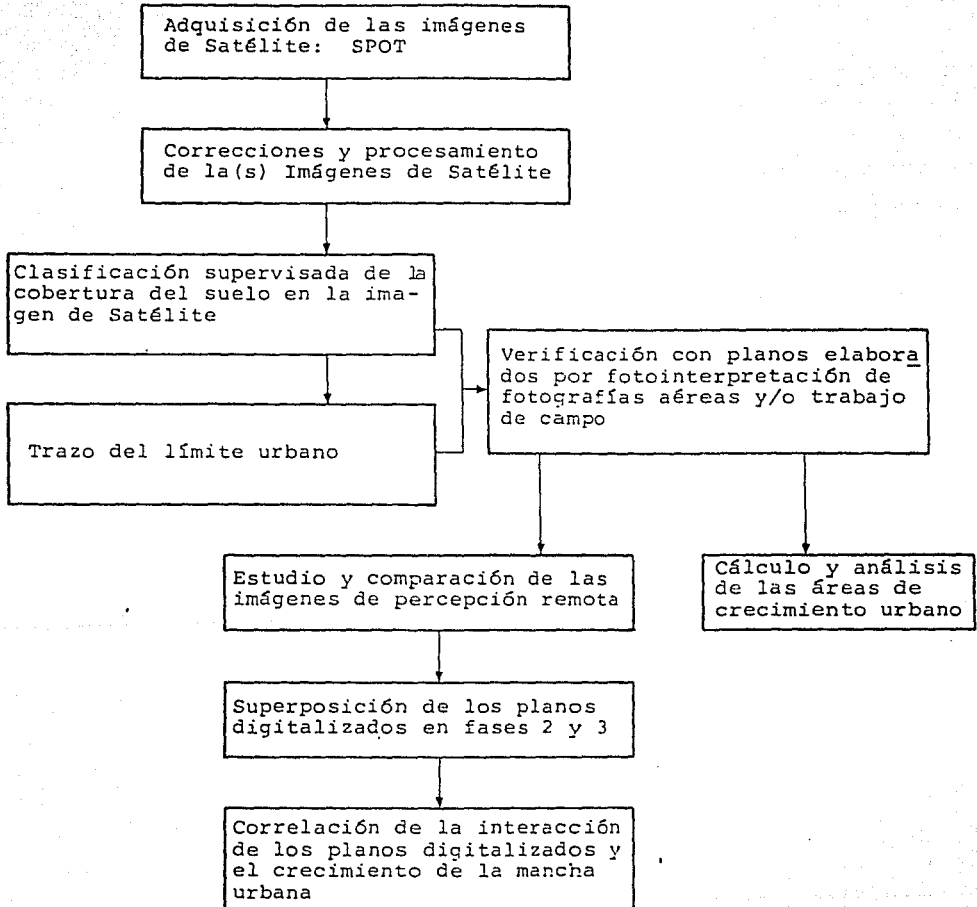 Adquisición de las imágenes
de Satélite: SPOT
Correcciones y procesamiento
de la(s) Imágenes de Satélite
Clasificación supervisada de la
cobertura del suelo en la ima-
gen de Satélite
Trazo del límite urbano
Verificación con planos elabora
dos por fotointerpretación de
fotografías aéreas y/o trabajo
de campo
Estudio y comparación de las
imágenes de percepción remota
Cálculo y análisis
de las áreas de
crecimiento urbano
Superposición de los planos
digitalizados en fases 2 y 3
Correlación de la interacción
de los planos digitalizados y
el crecimiento de la mancha
urbana